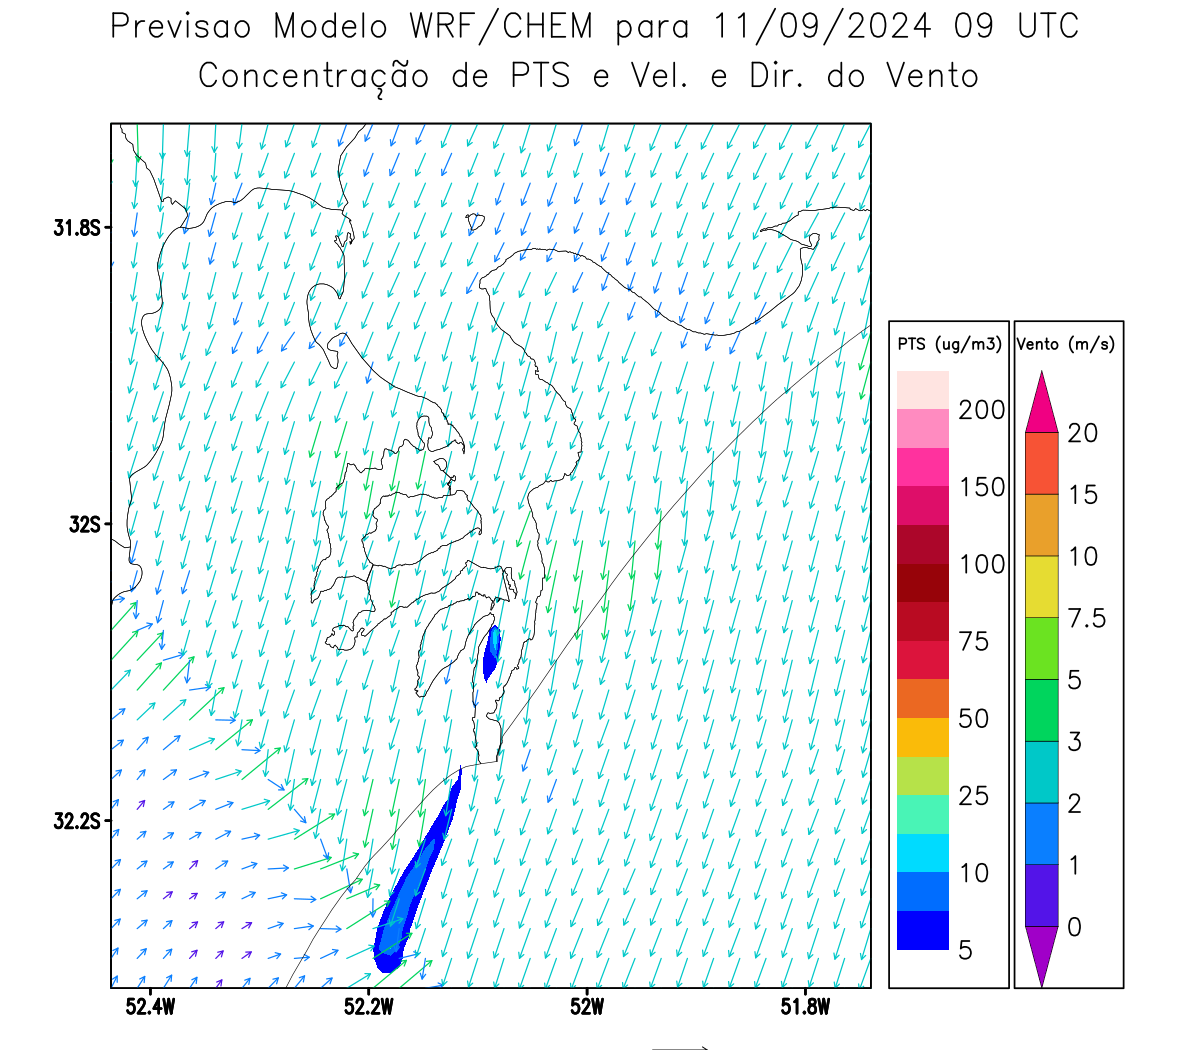 Previsao Modelo WRF/CHEM para 11/09/2024 09 UTC
Concentração de PTS e Vel. e Dir. do Vento
31.8S
32S
32.2S
52.4W
52.2W
52W
51.8W
PTS (ug/m3)
200
150
100
75
50
25
10
5
Vento (m/s)
20
15
10
7.5
5
3
2
1
0